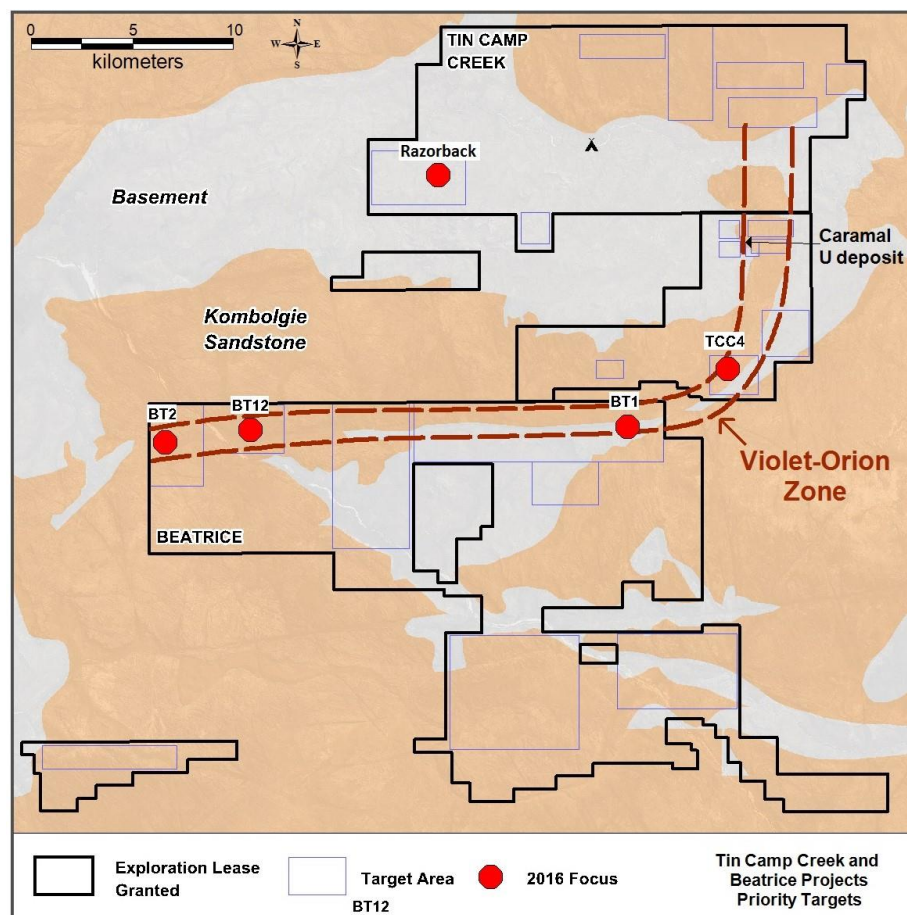 0 5 10
kilometers
N
W E
S
TIN CAMP
CREEK
Razorback
Basement
Caramal
U deposit
Kombolgie
Sandstone
TCC4
BT2
BT12
BT1
Violet-Orion
Zone
BEATRICE
Exploration Lease
Granted
Target Area
BT12
2016 Focus
Tin Camp Creek and
Beatrice Projects
Priority Targets